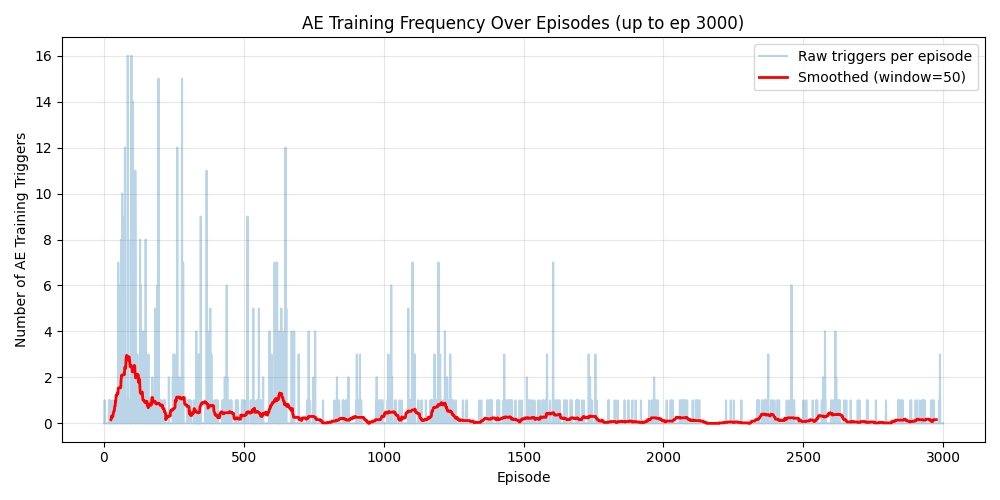 AE Training Frequency Over Episodes (up to ep 3000)
Raw triggers per episode
Smoothed (window=50)
Number of AE Training Triggers
16
14
12
10
8
6
4
2
0
0 500 1000 1500 2000 2500 3000
Episode